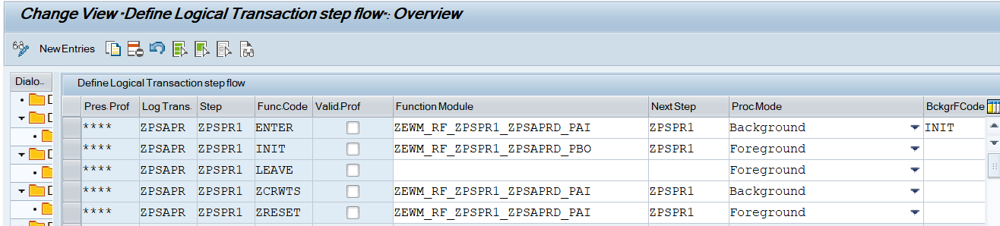 Change View "Define Logical Transaction step flow": Overview
New Entries
Dialo...
Define Logical Transaction step flow
Pres. Prof Log Trans. Step Func.Code Valid.Prof Function Module Next Step Proc.Mode BckgrFCode
**** ZPSAPR ZPSPR1 ENTER ZEWM_RF_ZPSPR1_ZPSAPRD_PAI ZPSPR1 Background INIT
**** ZPSAPR ZPSPR1 INIT ZEWM_RF_ZPSPR1_ZPSAPRD_PBO ZPSPR1 Foreground
**** ZPSAPR ZPSPR1 LEAVE Foreground
**** ZPSAPR ZPSPR1 ZCRWTS ZEWM_RF_ZPSPR1_ZPSAPRD_PAI ZPSPR1 Background
**** ZPSAPR ZPSPR1 ZRESET ZEWM_RF_ZPSPR1_ZPSAPRD_PAI ZPSPR1 Foreground